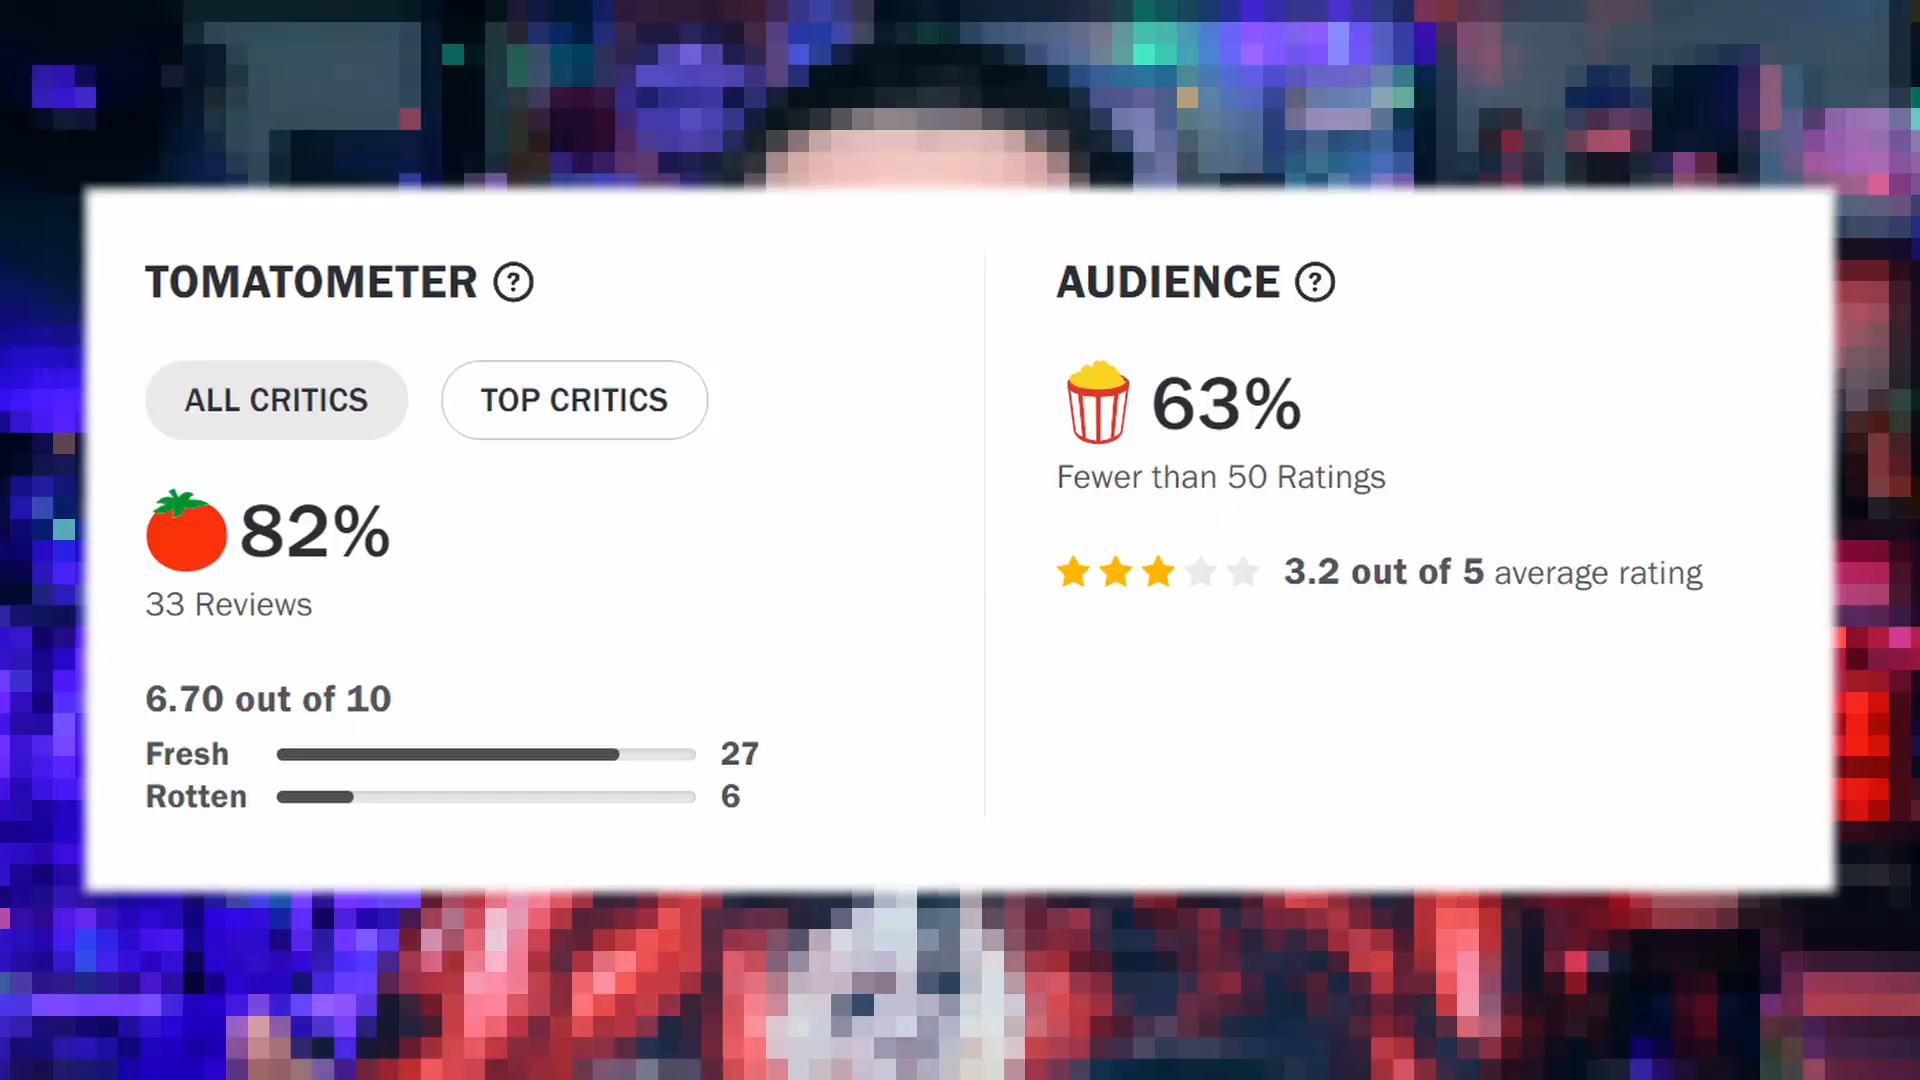 TOMATOMETER ?
ALL CRITICS TOP CRITICS
82%
33 Reviews
6.70 out of 10
Fresh 27
Rotten 6
AUDIENCE ?
63%
Fewer than 50 Ratings
3.2 out of 5 average rating